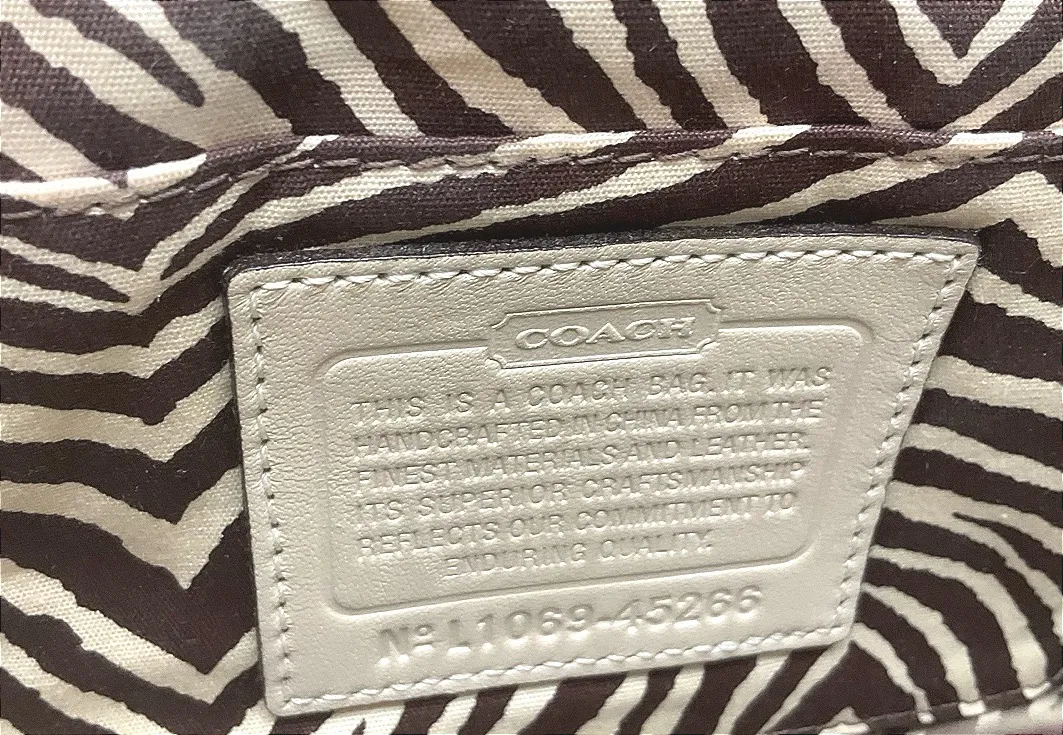 COACH
THIS IS A COACH BAG. IT WAS
HANDCRAFTED IN CHINA FROM THE
FINEST MATERIALS AND LEATHER.
ITS SUPERIOR CRAFTSMANSHIP
REFLECTS OUR COMMITMENT TO
ENDURING QUALITY.
Nº L1069-45266